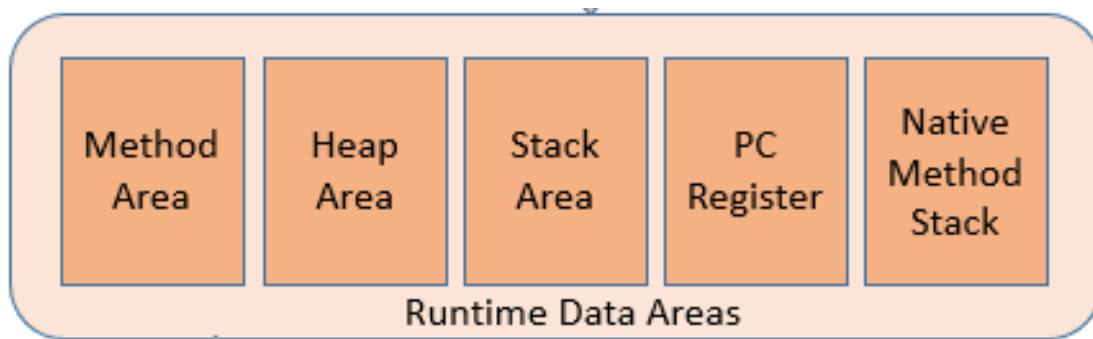 Method
Area
Heap
Area
Stack
Area
PC
Register
Native
Method
Stack
Runtime Data Areas